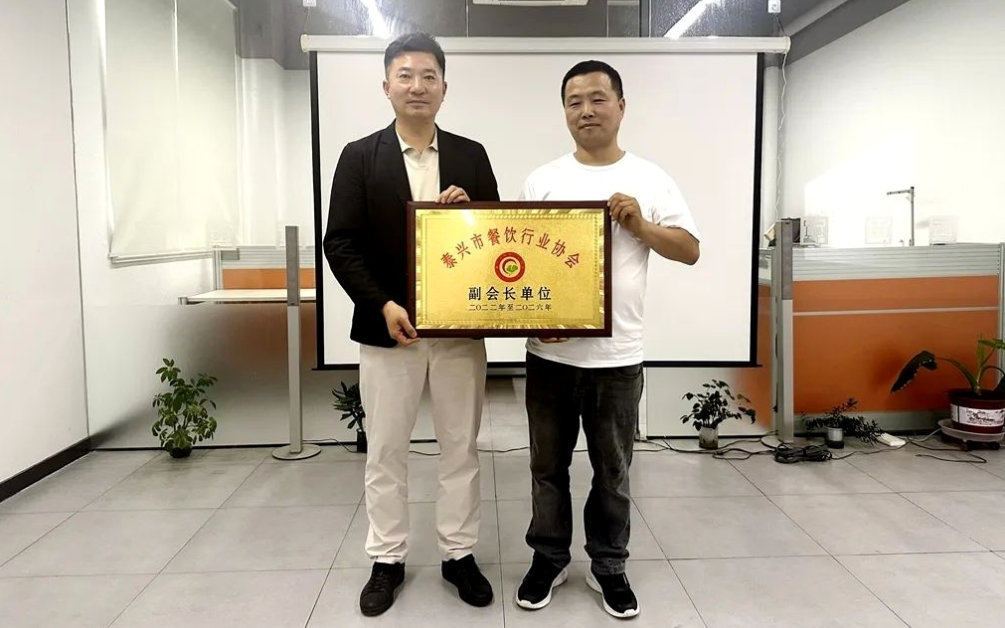 泰兴市餐饮行业协会
副会长单位
二〇二二年至二〇二六年